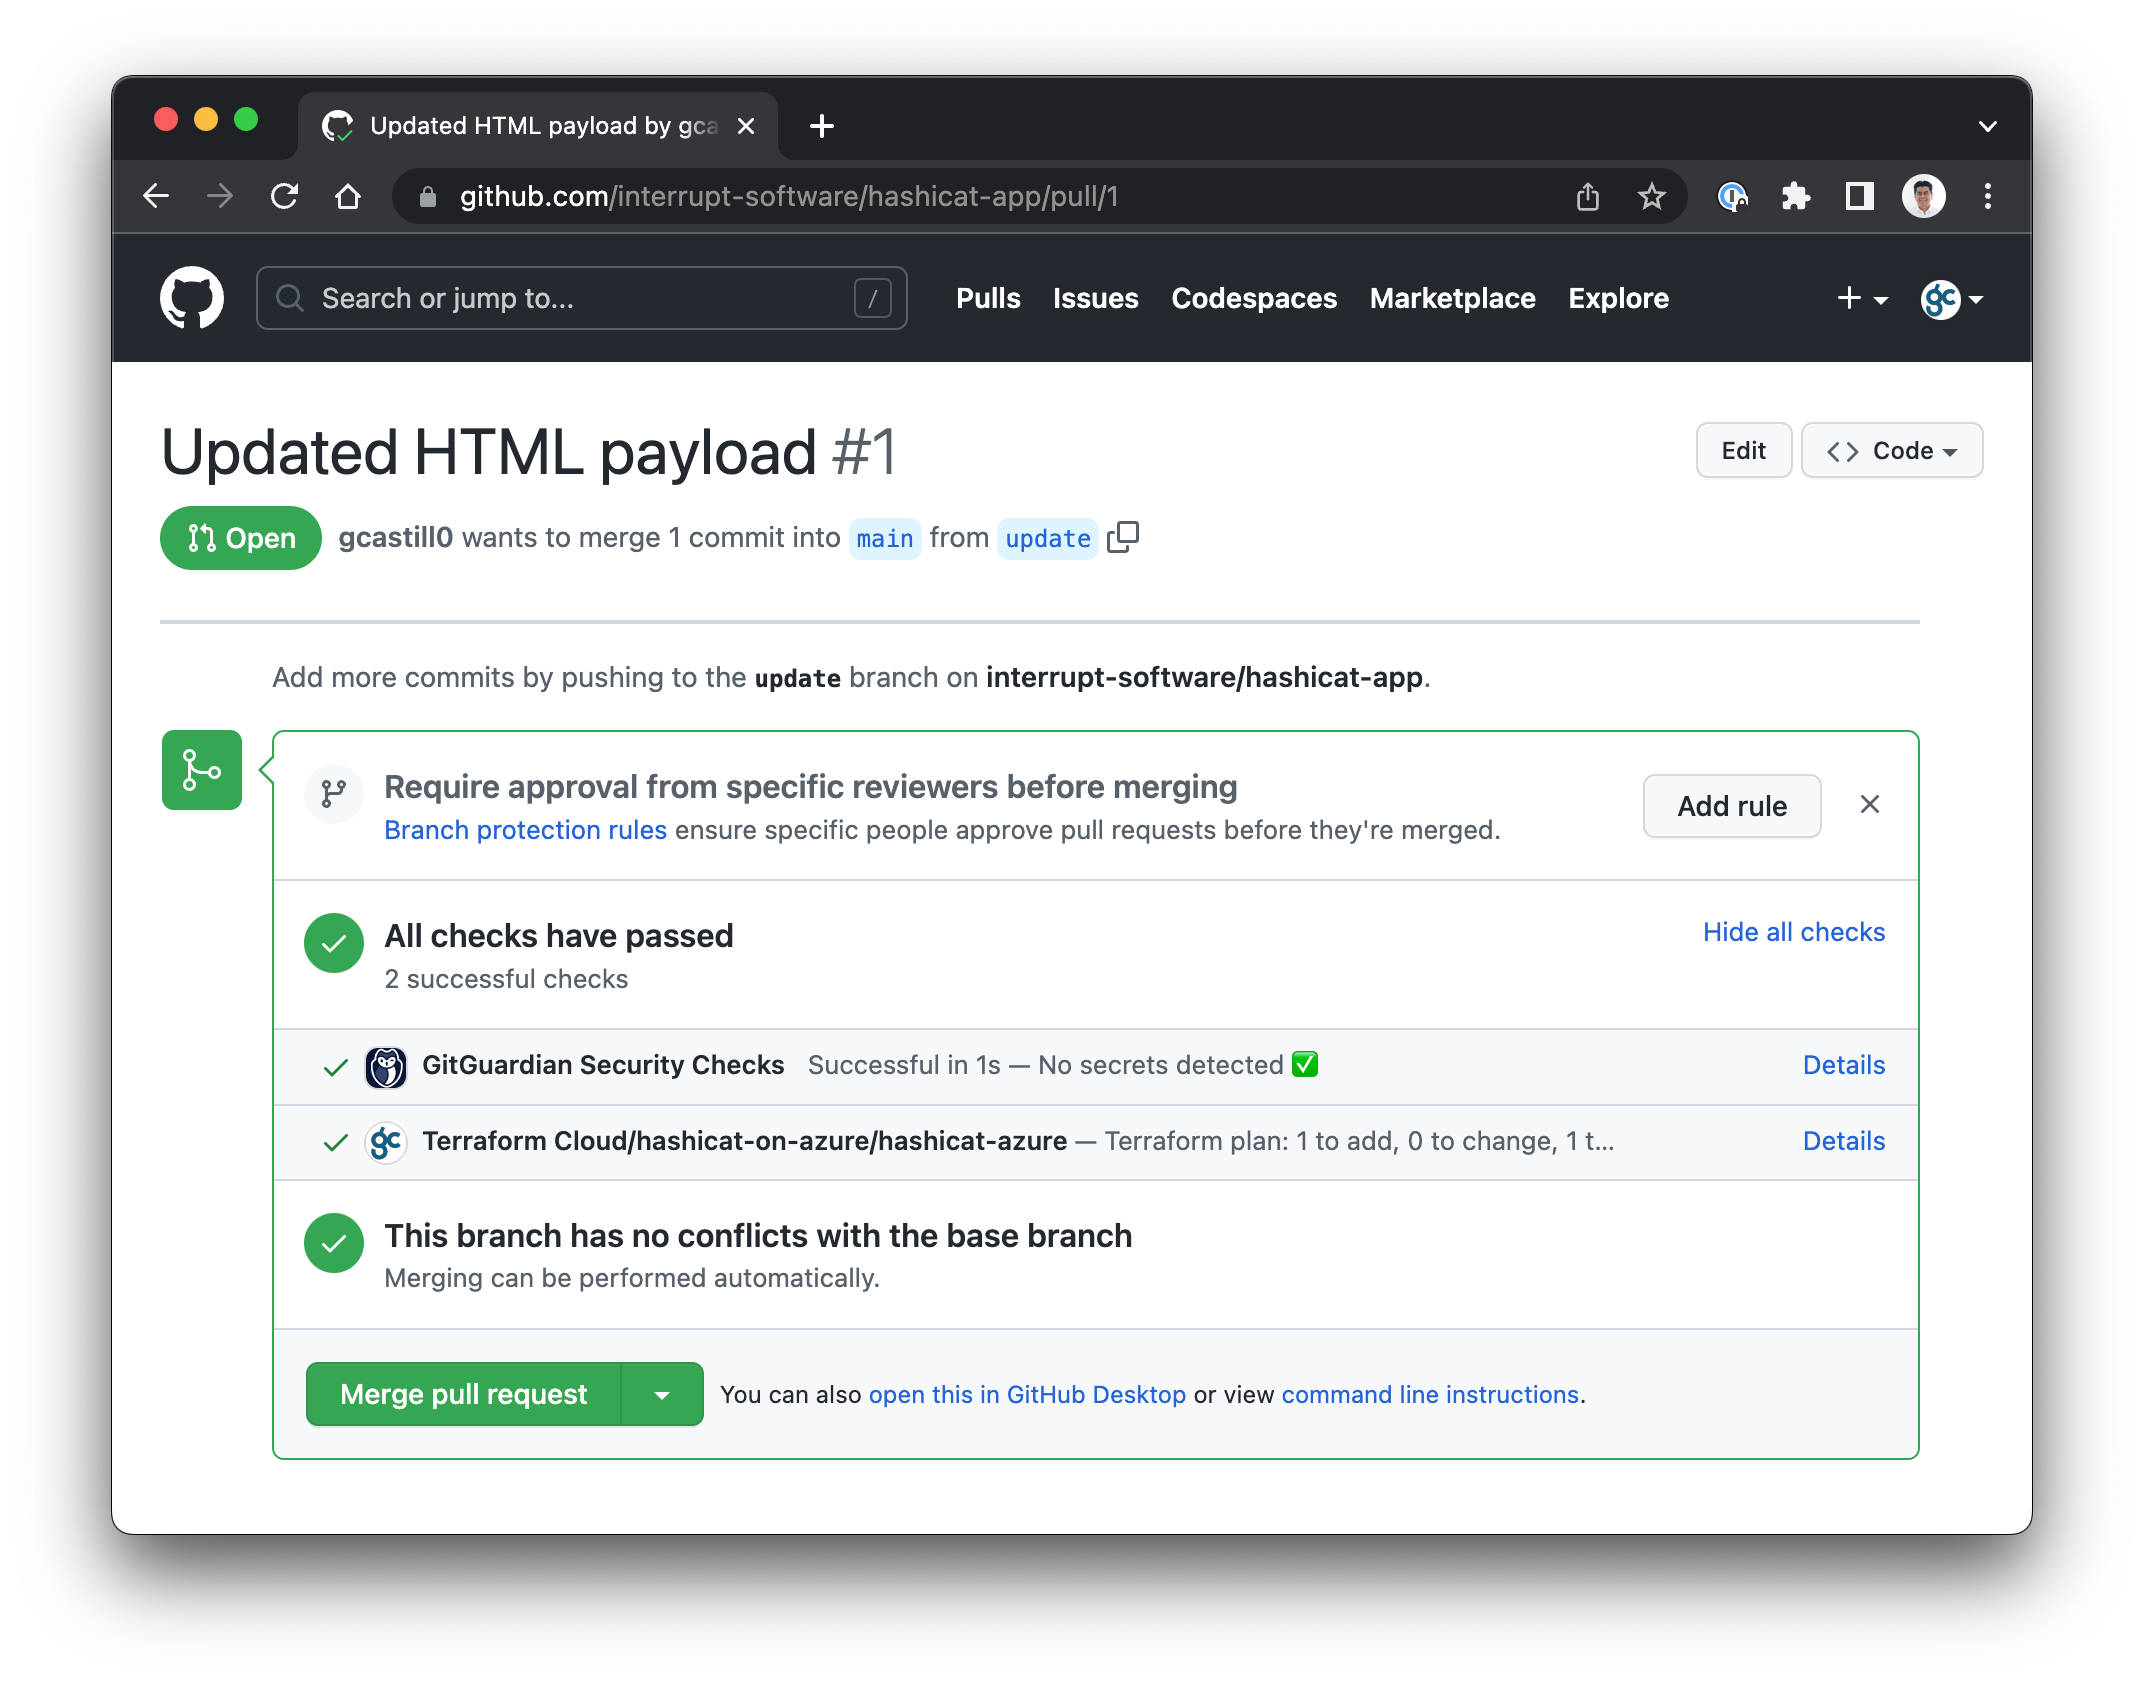 Updated HTML payload by gca
github.com/interrupt-software/hashicat-app/pull/1
Search or jump to... /
Pulls Issues Codespaces Marketplace Explore
gc
Updated HTML payload #1
Edit
Code
Open
gcastill0 wants to merge 1 commit into main from update
Add more commits by pushing to the update branch on interrupt-software/hashicat-app.
Require approval from specific reviewers before merging
Branch protection rules ensure specific people approve pull requests before they're merged.
Add rule
All checks have passed
2 successful checks
Hide all checks
GitGuardian Security Checks Successful in 1s — No secrets detected ✅
Details
gc
Terraform Cloud/hashicat-on-azure/hashicat-azure — Terraform plan: 1 to add, 0 to change, 1 t...
Details
This branch has no conflicts with the base branch
Merging can be performed automatically.
Merge pull request
You can also open this in GitHub Desktop or view command line instructions.